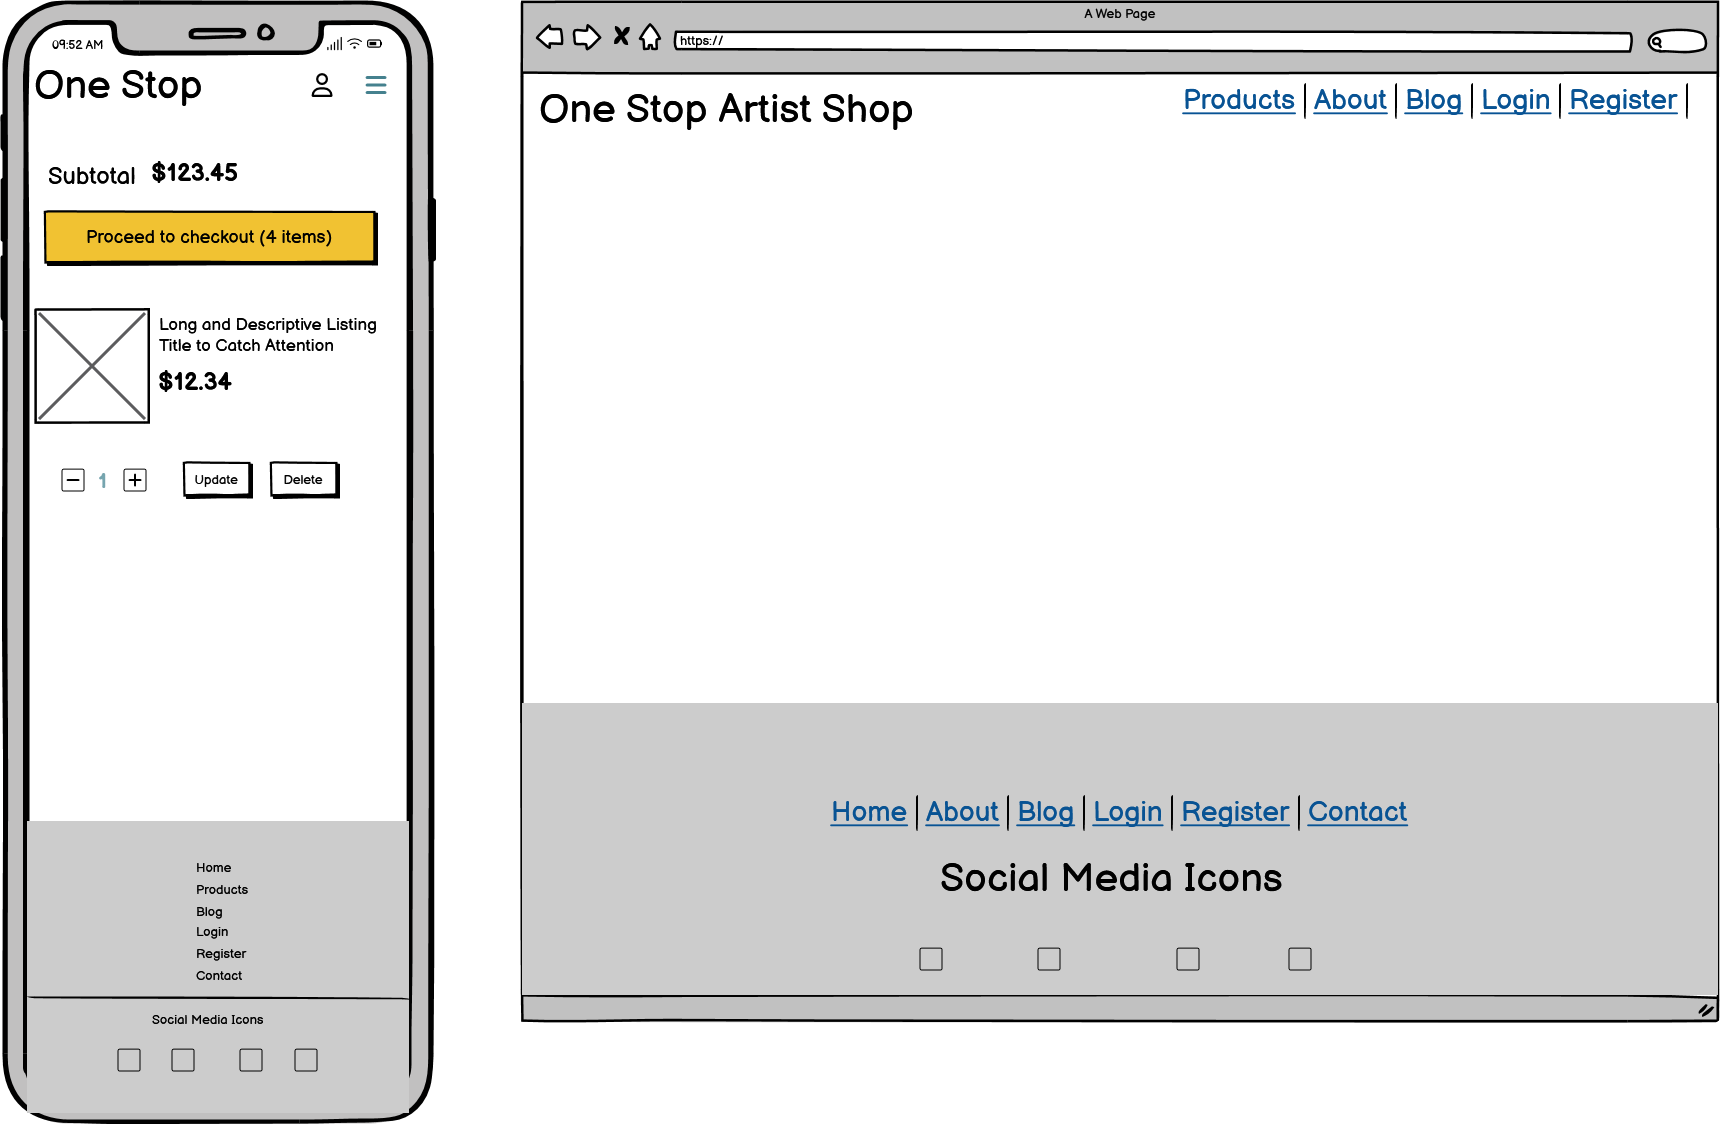 09:52 AM
One Stop
Subtotal $123.45
Proceed to checkout (4 items)
Long and Descriptive Listing
Title to Catch Attention
$12.34
1
Update
Delete
Home
Products
Blog
Login
Register
Contact
Social Media Icons
A Web Page
https://
One Stop Artist Shop
Products | About | Blog | Login | Register |
Home | About | Blog | Login | Register | Contact
Social Media Icons